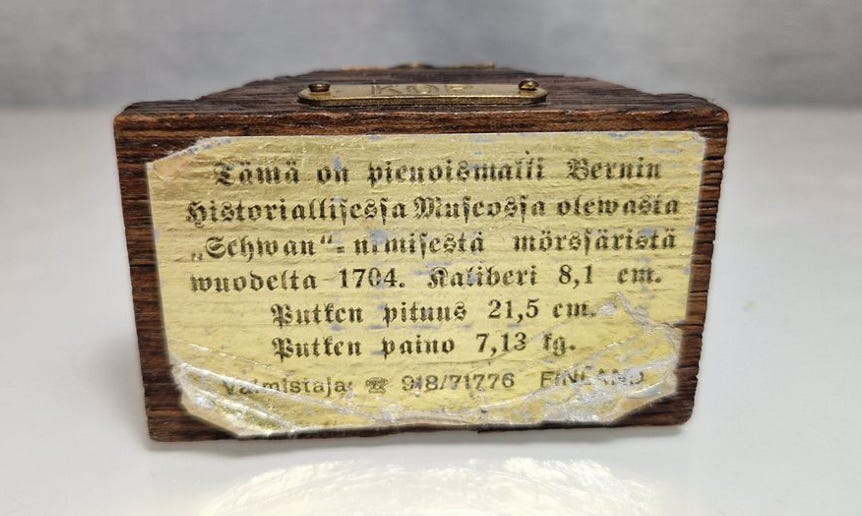 Tämä on pienoismalli Bernin
Historiallisessa Museossa olewasta
„Schwan“-nimisestä mörssäristä
wuodelta 1704. Kaliberi 8,1 cm.
Putken pituus 21,5 cm.
Putken paino 7,13 kg.
Valmistaja: ☎ 918/71776 FINLAND